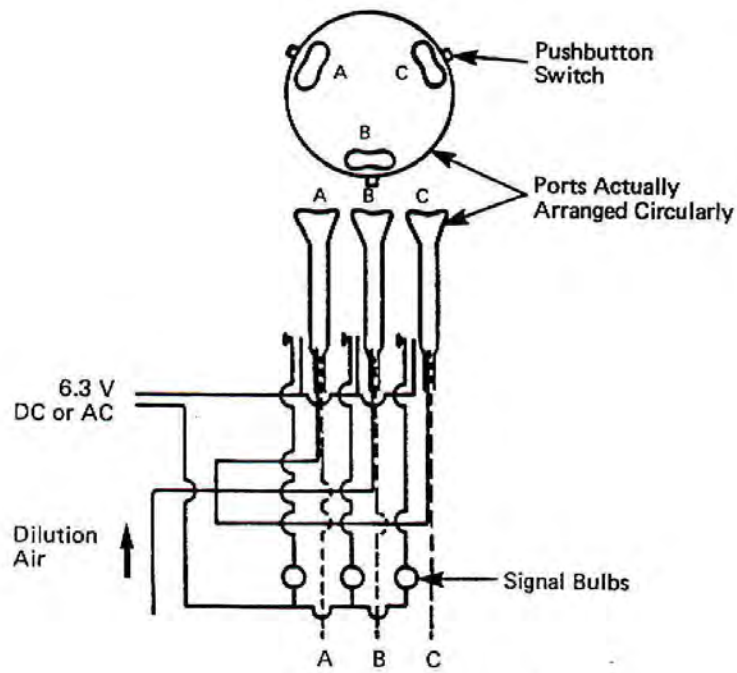 Pushbutton
Switch
A
C
B
Ports Actually
Arranged Circularly
A
B
C
6.3 V
DC or AC
Dilution
Air
Signal Bulbs
A
B
C